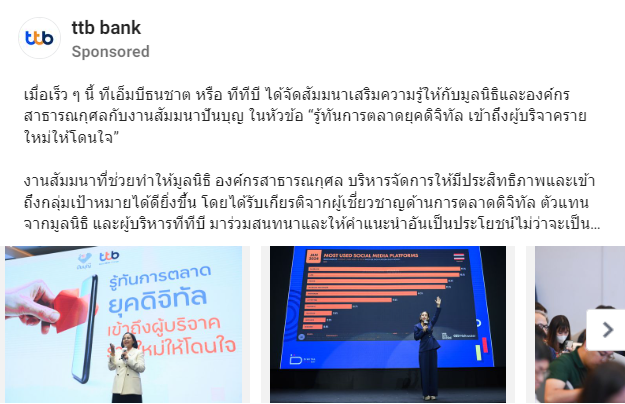 ttb bank
ttb
Sponsored
เมื่อเร็ว ๆ นี้ ทีเอ็มบีธนชาต หรือ ทีทีบี ได้จัดสัมมนาเสริมความรู้ให้กับมูลนิธิและองค์กร
สาธารณกุศลกับงานสัมมนาปันบุญ ในหัวข้อ “รู้ทันการตลาดยุคดิจิทัล เข้าถึงผู้บริจาคราย
ใหม่ให้โดนใจ”
งานสัมมนาที่ช่วยทำให้มูลนิธิ องค์กรสาธารณกุศล บริหารจัดการให้มีประสิทธิภาพและเข้า
ถึงกลุ่มเป้าหมายได้ดียิ่งขึ้น โดยได้รับเกียรติจากผู้เชี่ยวชาญด้านการตลาดดิจิทัล ตัวแทน
จากมูลนิธิ และผู้บริหารทีทีบี มาร่วมสนทนาและให้คำแนะนำอันเป็นประโยชน์ไม่ว่าจะเป็น...
ttb
รู้ทันการตลาด
ยุคดิจิทัล
เข้าถึงผู้บริจาค
ใหม่ให้โดนใจ
MOST USED SOCIAL MEDIA PLATFORMS